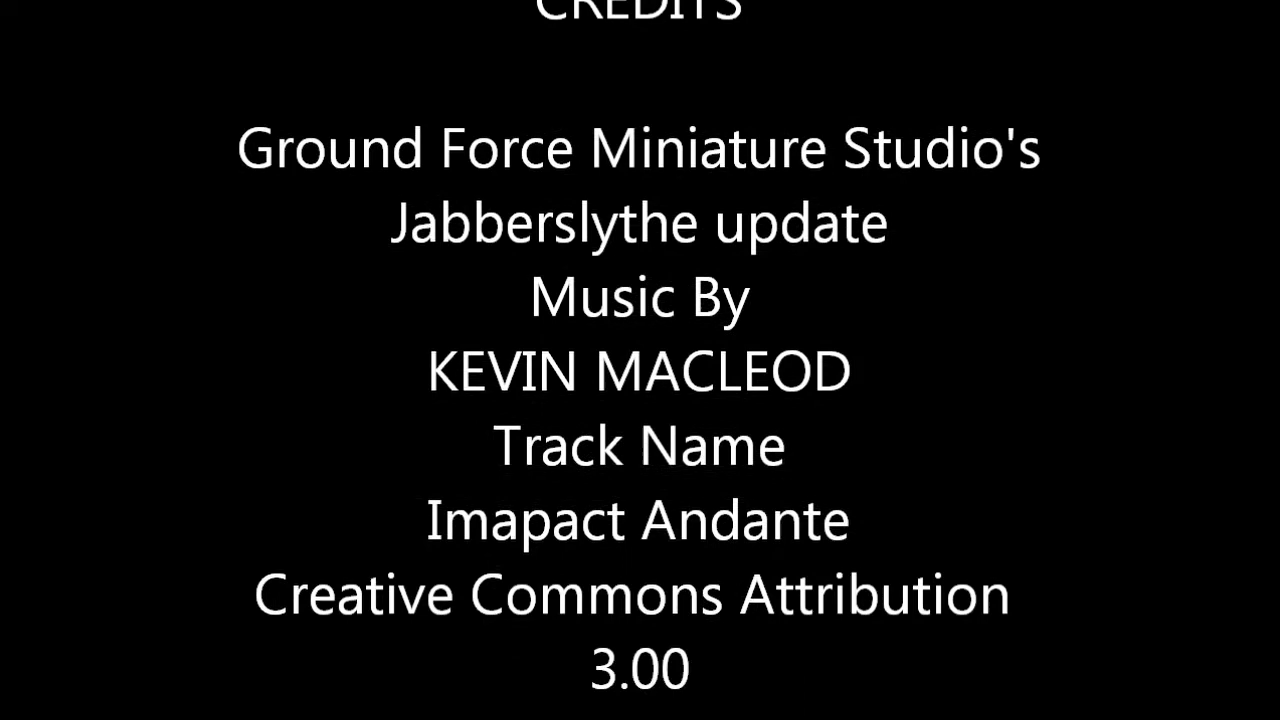 CREDITS
Ground Force Miniature Studio's
Jabberslythe update
Music By
KEVIN MACLEOD
Track Name
Imapact Andante
Creative Commons Attribution
3.00